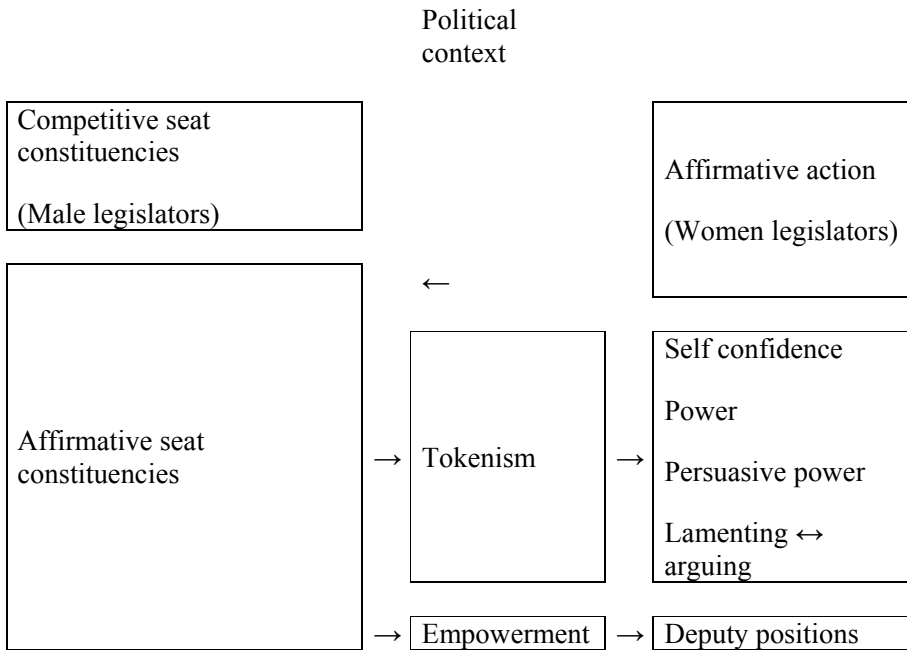 Political
context
Competitive seat
constituencies
(Male legislators)
Affirmative action
(Women legislators)
←
Affirmative seat
constituencies
→
Tokenism
→
Self confidence
Power
Persuasive power
Lamenting ↔
arguing
→
Empowerment
→
Deputy positions